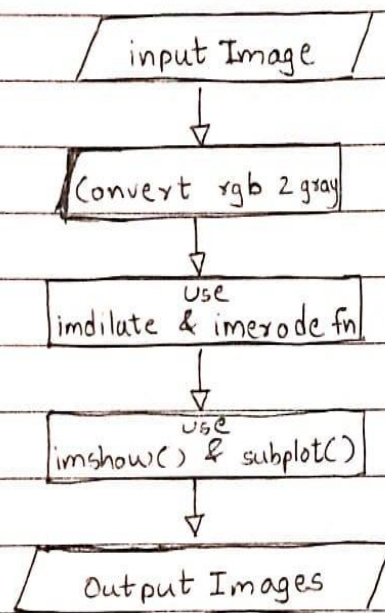 input Image
Convert rgb 2 gray
use
imdilate & imerode fn
use
imshow() & subplot()
Output Images